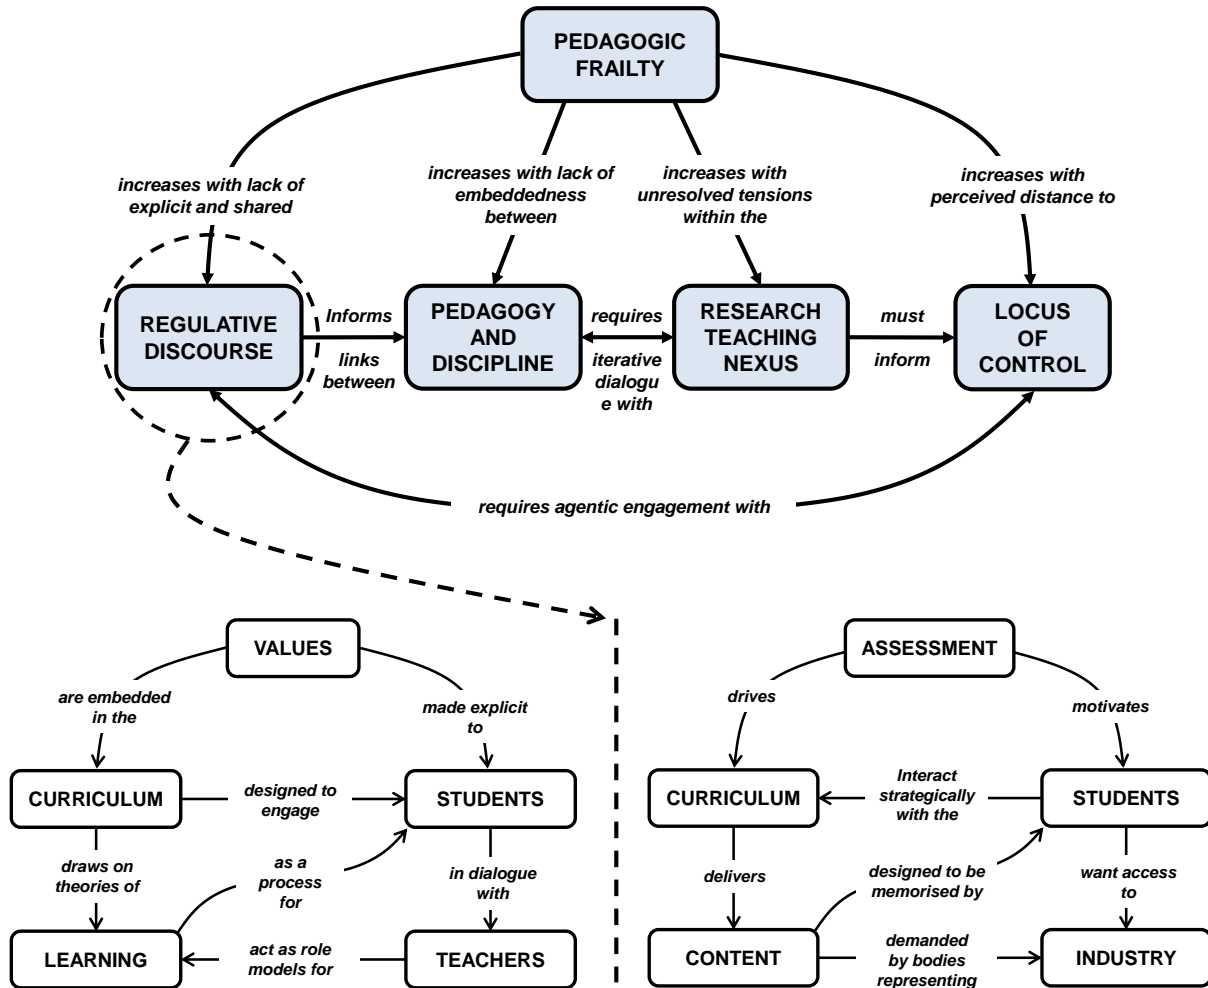 PEDAGOGIC
FRAILTY
increases with lack of
explicit and shared
increases with lack of
embeddedness
between
increases with
unresolved tensions
within the
increases with
perceived distance to
REGULATIVE
DISCOURSE
Informs
links
between
PEDAGOGY
AND
DISCIPLINE
requires
iterative
dialogu
e with
RESEARCH
TEACHING
NEXUS
must
inform
LOCUS
OF
CONTROL
requires agentic engagement with
VALUES
are embedded
in the
made explicit
to
CURRICULUM
designed to
engage
STUDENTS
draws on
theories of
as a
process
for
in dialogue
with
LEARNING
act as role
models for
TEACHERS
ASSESSMENT
drives
motivates
CURRICULUM
Interact
strategically
with the
STUDENTS
delivers
designed to be
memorised by
want access
to
CONTENT
demanded
by bodies
representing
INDUSTRY